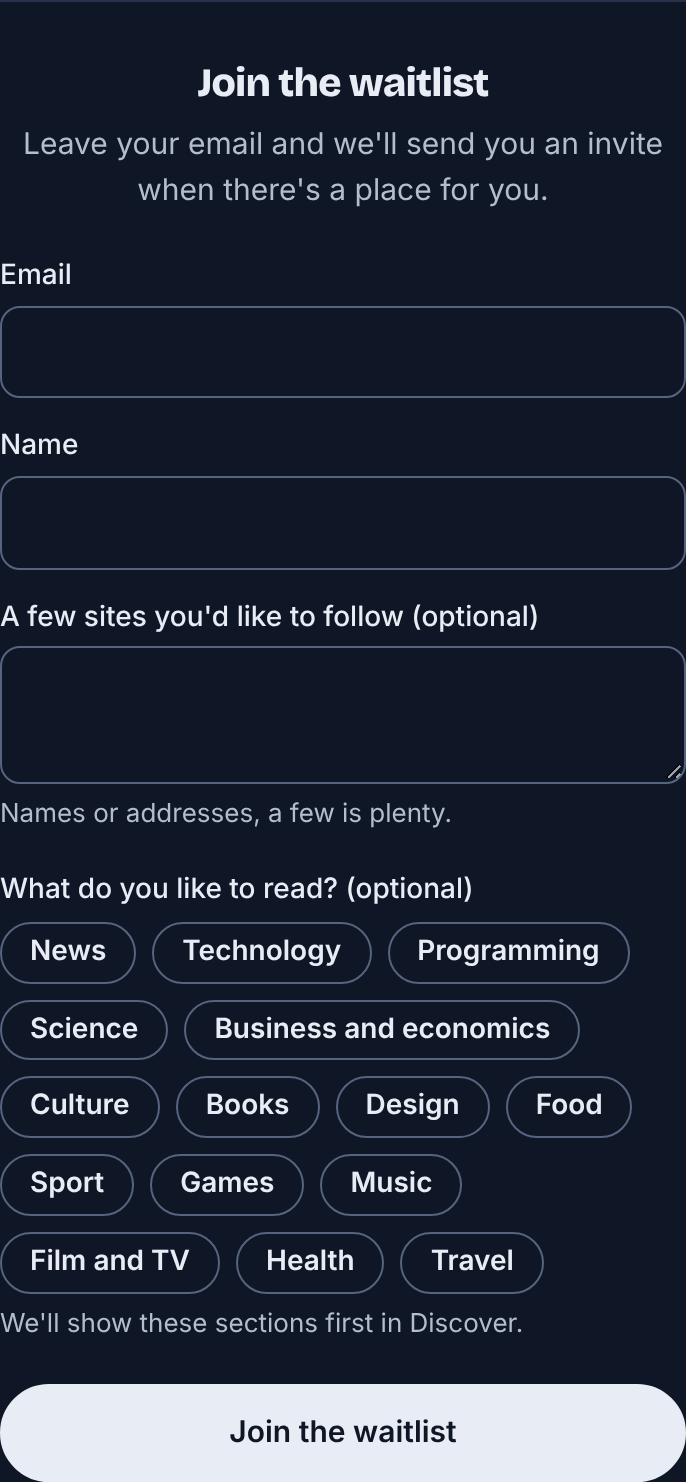 Join the waitlist
Leave your email and we'll send you an invite
when there's a place for you.
Email
Name
A few sites you'd like to follow (optional)
Names or addresses, a few is plenty.
What do you like to read? (optional)
News Technology Programming
Science Business and economics
Culture Books Design Food
Sport Games Music
Film and TV Health Travel
We'll show these sections first in Discover.
Join the waitlist